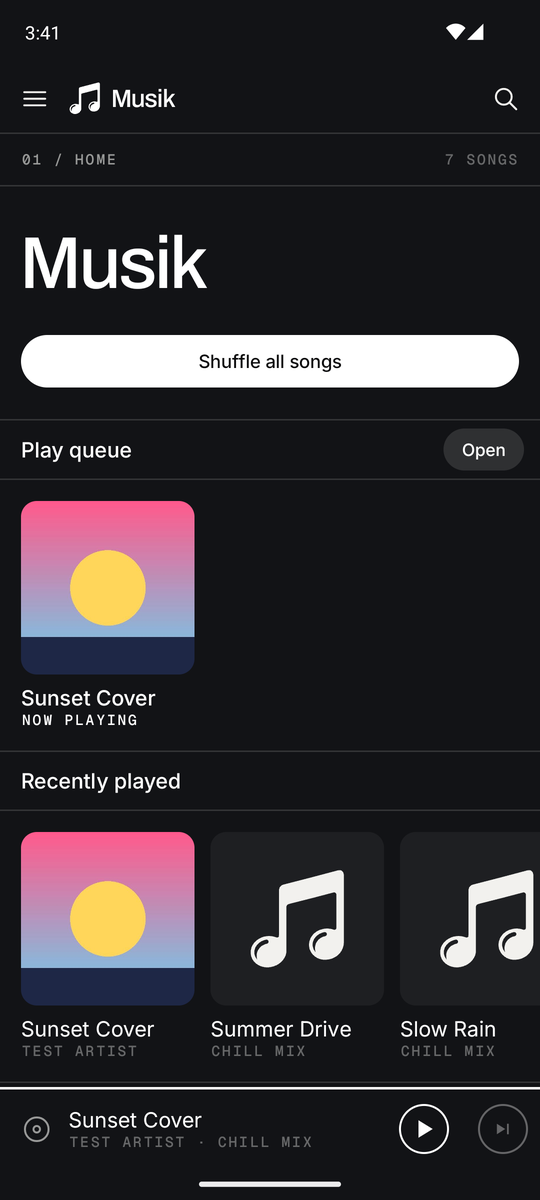 3:41
Musik
01 / HOME
7 SONGS
Musik
Shuffle all songs
Play queue
Open
Sunset Cover
NOW PLAYING
Recently played
Sunset Cover
TEST ARTIST
Summer Drive
CHILL MIX
Slow Rain
CHILL MIX
Sunset Cover
TEST ARTIST · CHILL MIX